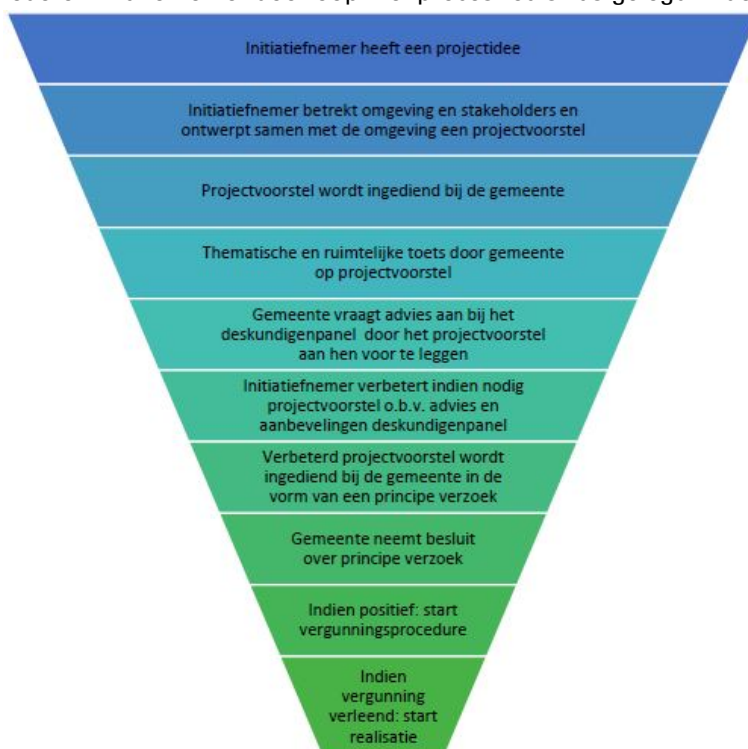 Initiatiefnemer heeft een projectidee
Initiatiefnemer betrekt omgeving en stakeholders en
ontwerpt samen met de omgeving een projectvoorstel
Projectvoorstel wordt ingediend bij de gemeente
Thematische en ruimtelijke toets door gemeente
op projectvoorstel
Gemeente vraagt advies aan bij het
deskundigenpanel door het projectvoorstel
aan hen voor te leggen
Initiatiefnemer verbetert indien nodig
projectvoorstel o.b.v. advies en
aanbevelingen deskundigenpanel
Verbeterd projectvoorstel wordt
ingediend bij de gemeente in de
vorm van een principe verzoek
Gemeente neemt besluit
over principe verzoek
Indien positief: start
vergunningsprocedure
Indien
vergunning
verleend: start
realisatie